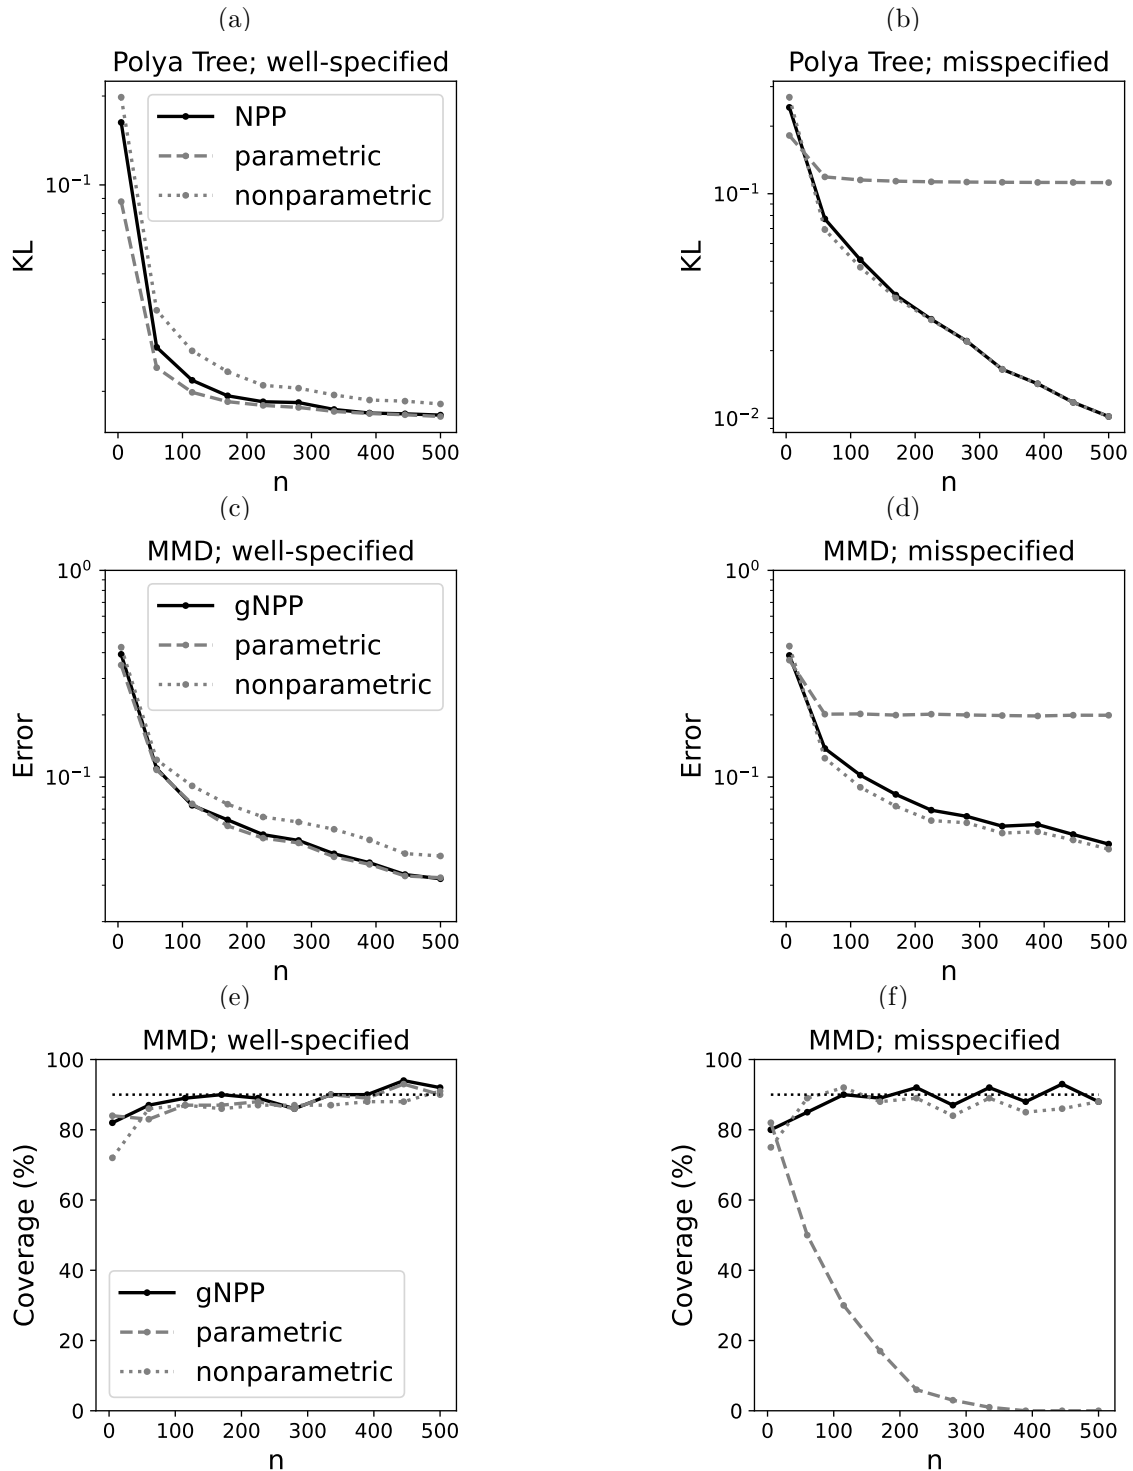 (a)
Polya Tree; well-specified
NPP
parametric
nonparametric
10⁻¹
KL
0 100 200 300 400 500
n
(b)
Polya Tree; misspecified
10⁻¹
10⁻²
KL
0 100 200 300 400 500
n
(c)
MMD; well-specified
10⁰
gNPP
parametric
nonparametric
10⁻¹
Error
0 100 200 300 400 500
n
(d)
MMD; misspecified
10⁰
10⁻¹
Error
0 100 200 300 400 500
n
(e)
MMD; well-specified
100
80
60
40
20
0
Coverage (%)
gNPP
parametric
nonparametric
0 100 200 300 400 500
n
(f)
MMD; misspecified
100
80
60
40
20
0
Coverage (%)
0 100 200 300 400 500
n